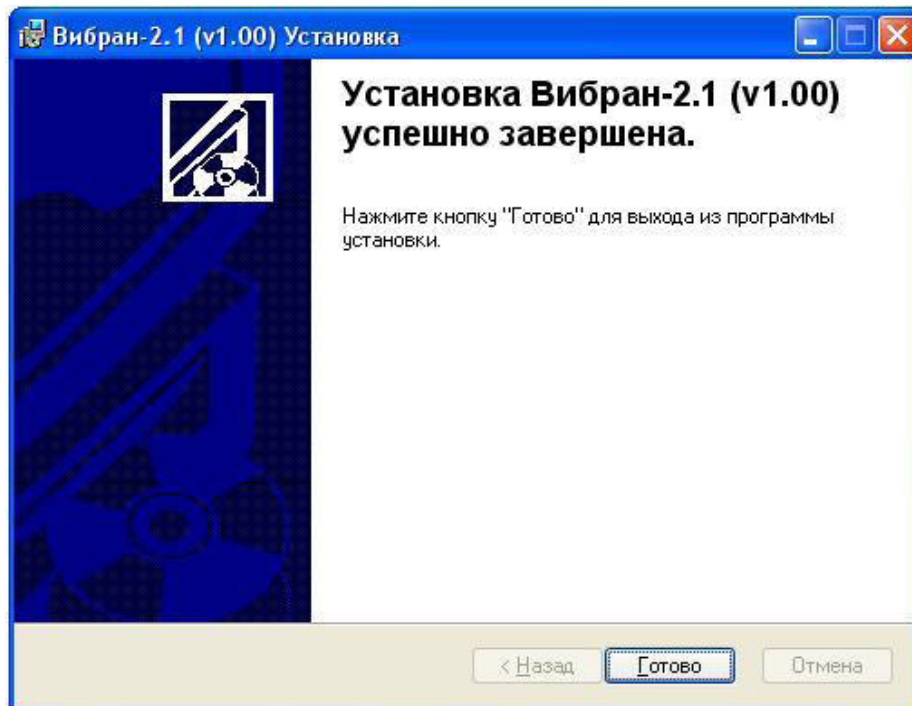 Вибран-2.1 (v1.00) Установка
Установка Вибран-2.1 (v1.00)
успешно завершена.
Нажмите кнопку "Готово" для выхода из программы
установки.
< Назад
Готово
Отмена